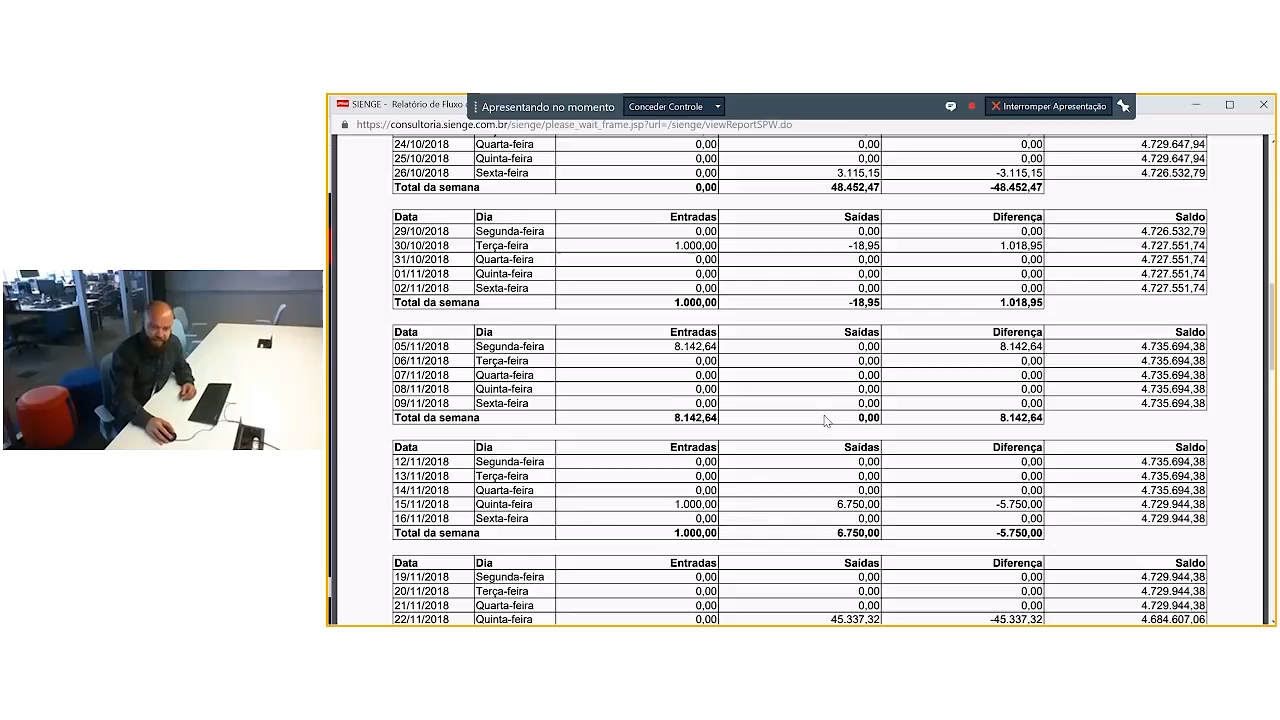 SIENGE - Relatório de Fluxo
Apresentando no momento
Conceder Controle
Interromper Apresentação
https://consultoria.sienge.com.br/sienge/please_wait_frame.jsp?url=/sienge/viewReportSPW.do
24/10/2018 Quarta-feira 0,00 0,00 0,00 4.729.647,94
25/10/2018 Quinta-feira 0,00 0,00 0,00 4.729.647,94
26/10/2018 Sexta-feira 0,00 3.115,15 -3.115,15 4.726.532,79
Total da semana 0,00 48.452,47 -48.452,47
Data Dia Entradas Saídas Diferença Saldo
29/10/2018 Segunda-feira 0,00 0,00 0,00 4.726.532,79
30/10/2018 Terça-feira 1.000,00 -18,95 1.018,95 4.727.551,74
31/10/2018 Quarta-feira 0,00 0,00 0,00 4.727.551,74
01/11/2018 Quinta-feira 0,00 0,00 0,00 4.727.551,74
02/11/2018 Sexta-feira 0,00 0,00 0,00 4.727.551,74
Total da semana 1.000,00 -18,95 1.018,95
Data Dia Entradas Saídas Diferença Saldo
05/11/2018 Segunda-feira 8.142,64 0,00 8.142,64 4.735.694,38
06/11/2018 Terça-feira 0,00 0,00 0,00 4.735.694,38
07/11/2018 Quarta-feira 0,00 0,00 0,00 4.735.694,38
08/11/2018 Quinta-feira 0,00 0,00 0,00 4.735.694,38
09/11/2018 Sexta-feira 0,00 0,00 0,00 4.735.694,38
Total da semana 8.142,64 0,00 8.142,64
Data Dia Entradas Saídas Diferença Saldo
12/11/2018 Segunda-feira 0,00 0,00 0,00 4.735.694,38
13/11/2018 Terça-feira 0,00 0,00 0,00 4.735.694,38
14/11/2018 Quarta-feira 0,00 0,00 0,00 4.735.694,38
15/11/2018 Quinta-feira 1.000,00 6.750,00 -5.750,00 4.729.944,38
16/11/2018 Sexta-feira 0,00 0,00 0,00 4.729.944,38
Total da semana 1.000,00 6.750,00 -5.750,00
Data Dia Entradas Saídas Diferença Saldo
19/11/2018 Segunda-feira 0,00 0,00 0,00 4.729.944,38
20/11/2018 Terça-feira 0,00 0,00 0,00 4.729.944,38
21/11/2018 Quarta-feira 0,00 0,00 0,00 4.729.944,38
22/11/2018 Quinta-feira 0,00 45.337,32 -45.337,32 4.684.607,06